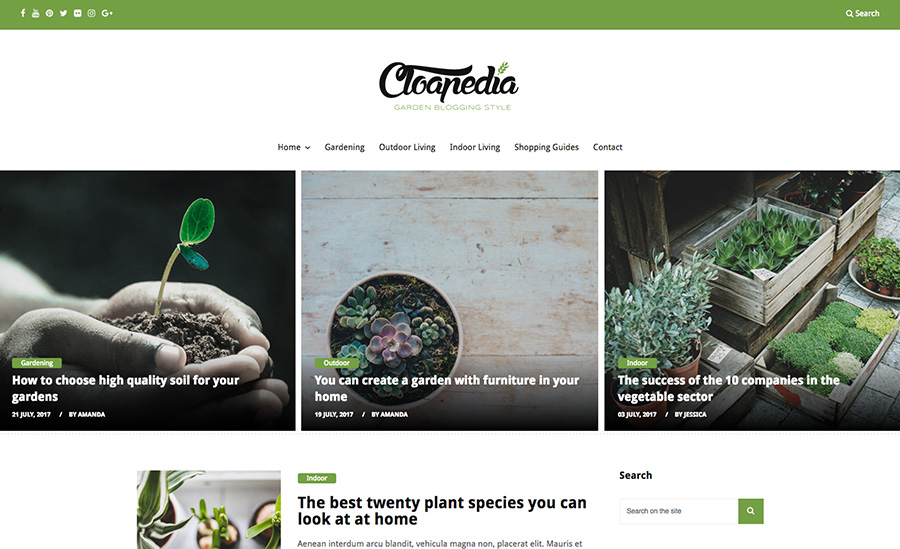 Search
Cloapedia
GARDEN BLOGGING STYLE
Home Gardening Outdoor Living Indoor Living Shopping Guides Contact
Gardening
How to choose high quality soil for your
gardens
21 JULY, 2017 / BY AMANDA
Outdoor
You can create a garden with furniture in your
home
19 JULY, 2017 / BY AMANDA
Indoor
The success of the 10 companies in the
vegetable sector
03 JULY, 2017 / BY JESSICA
Indoor
The best twenty plant species you can
look at at home
Aenean interdum arcu blandit, vehicula magna non, placerat elit. Mauris et
Search
Search on the site